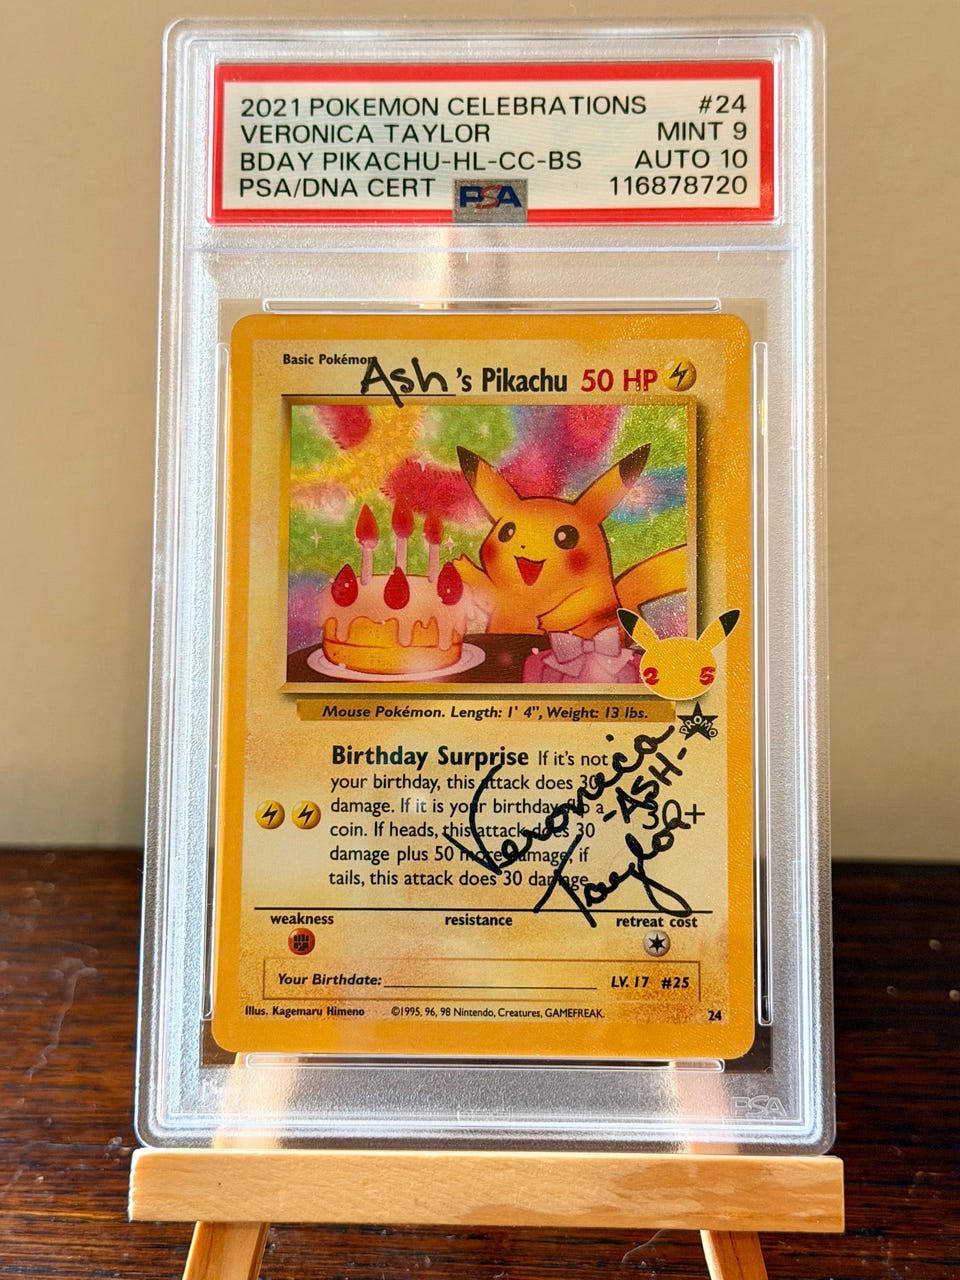 2021 POKEMON CELEBRATIONS #24
VERONICA TAYLOR MINT 9
BDAY PIKACHU-HL-CC-BS AUTO 10
PSA/DNA CERT PSA 116878720
Basic Pokémon
Ash 's Pikachu 50 HP
25
Mouse Pokémon. Length: 1' 4", Weight: 13 lbs.
PROMO
Birthday Surprise If it's not
your birthday, this attack does 30
damage. If it is your birthday flip a
coin. If heads, this attack does 30
damage plus 50 more damage; if
tails, this attack does 30 damage
30+
Veronica
-ASH-
Taylor
weakness resistance retreat cost
Your Birthdate: LV. 17 #25
Illus. Kagemaru Himeno ©1995, 96, 98 Nintendo, Creatures, GAMEFREAK. 24
PSA